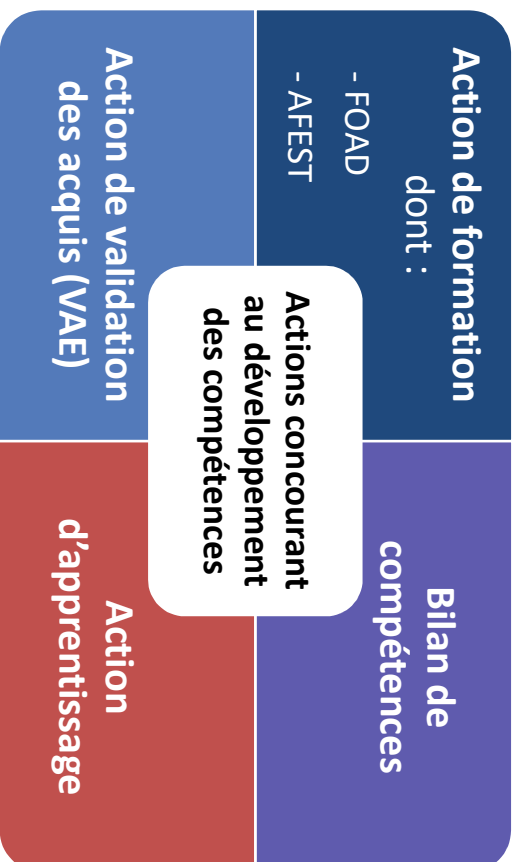 Action de formation
dont :
- FOAD
- AFEST
Bilan de
compétences
Actions concourant
au développement
des compétences
Action de validation
des acquis (VAE)
Action
d'apprentissage